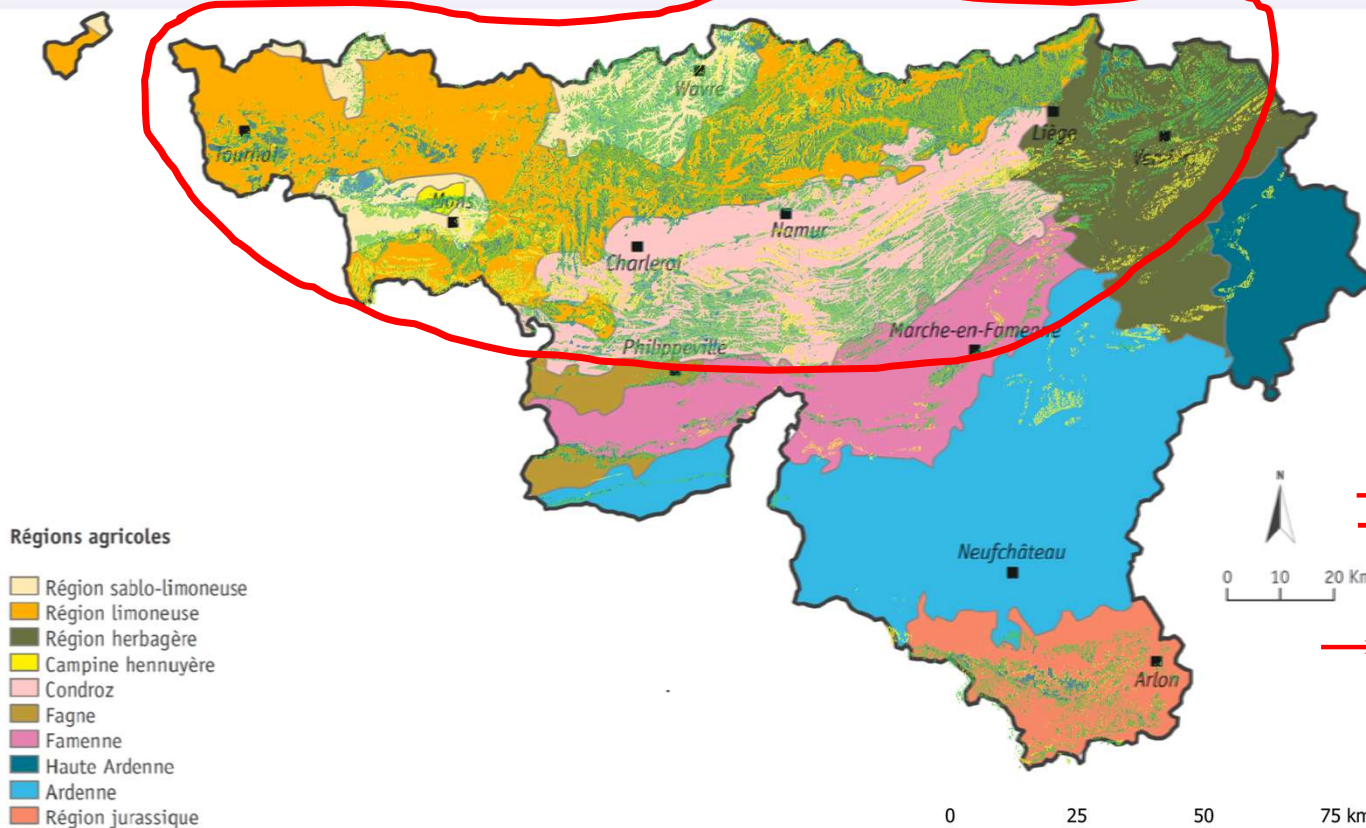 Wavre
Tournai
Liège
Mons
Namur
Charleroi
Marche-en-Famenne
Philippeville
N
Régions agricoles
Neufchâteau
0 10 20 Km
Région sablo-limoneuse
Région limoneuse
Région herbagère
Campine hennuyère
Condroz
Arlon
Fagne
Famenne
Haute Ardenne
Ardenne
Région jurassique
0 25 50 75 km